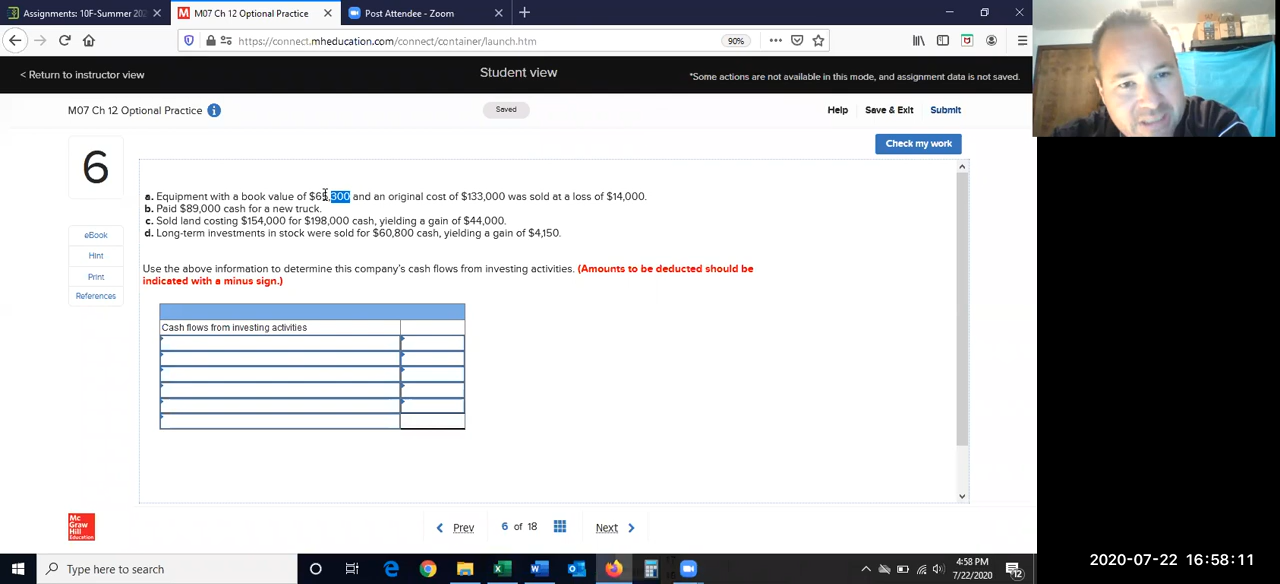 Assignments: 10F-Summer 202
M07 Ch 12 Optional Practice
Post Attendee - Zoom
https://connect.mheducation.com/connect/container/launch.htm
90%
< Return to instructor view
Student view
*Some actions are not available in this mode, and assignment data is not saved.
M07 Ch 12 Optional Practice
Saved
Help
Save & Exit
Submit
6
Check my work
a. Equipment with a book value of $65,300 and an original cost of $133,000 was sold at a loss of $14,000.
b. Paid $89,000 cash for a new truck.
c. Sold land costing $154,000 for $198,000 cash, yielding a gain of $44,000.
d. Long-term investments in stock were sold for $60,800 cash, yielding a gain of $4,150.
eBook
Hint
Print
References
Use the above information to determine this company's cash flows from investing activities. (Amounts to be deducted should be
indicated with a minus sign.)
Cash flows from investing activities
Mc
Graw
Hill
Education
Prev
6 of 18
Next
Type here to search
4:58 PM
7/22/2020
12
2020-07-22 16:58:11